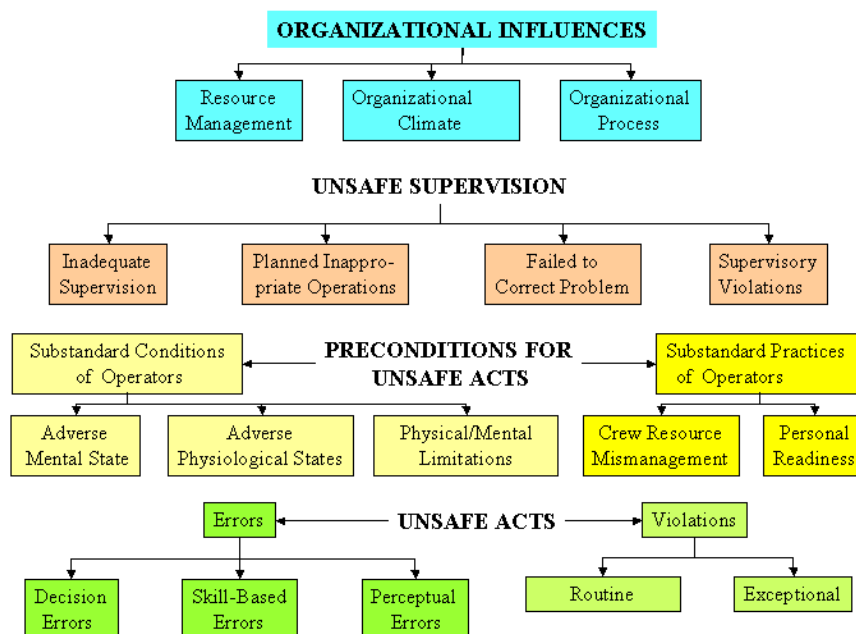 ORGANIZATIONAL INFLUENCES
Resource
Management
Organizational
Climate
Organizational
Process
UNSAFE SUPERVISION
Inadequate
Supervision
Planned Inappro-
priate Operations
Failed to
Correct Problem
Supervisory
Violations
Substandard Conditions
of Operators
PRECONDITIONS FOR
UNSAFE ACTS
Substandard Practices
of Operators
Adverse
Mental State
Adverse
Physiological States
Physical/Mental
Limitations
Crew Resource
Mismanagement
Personal
Readiness
Errors
UNSAFE ACTS
Violations
Decision
Errors
Skill-Based
Errors
Perceptual
Errors
Routine
Exceptional